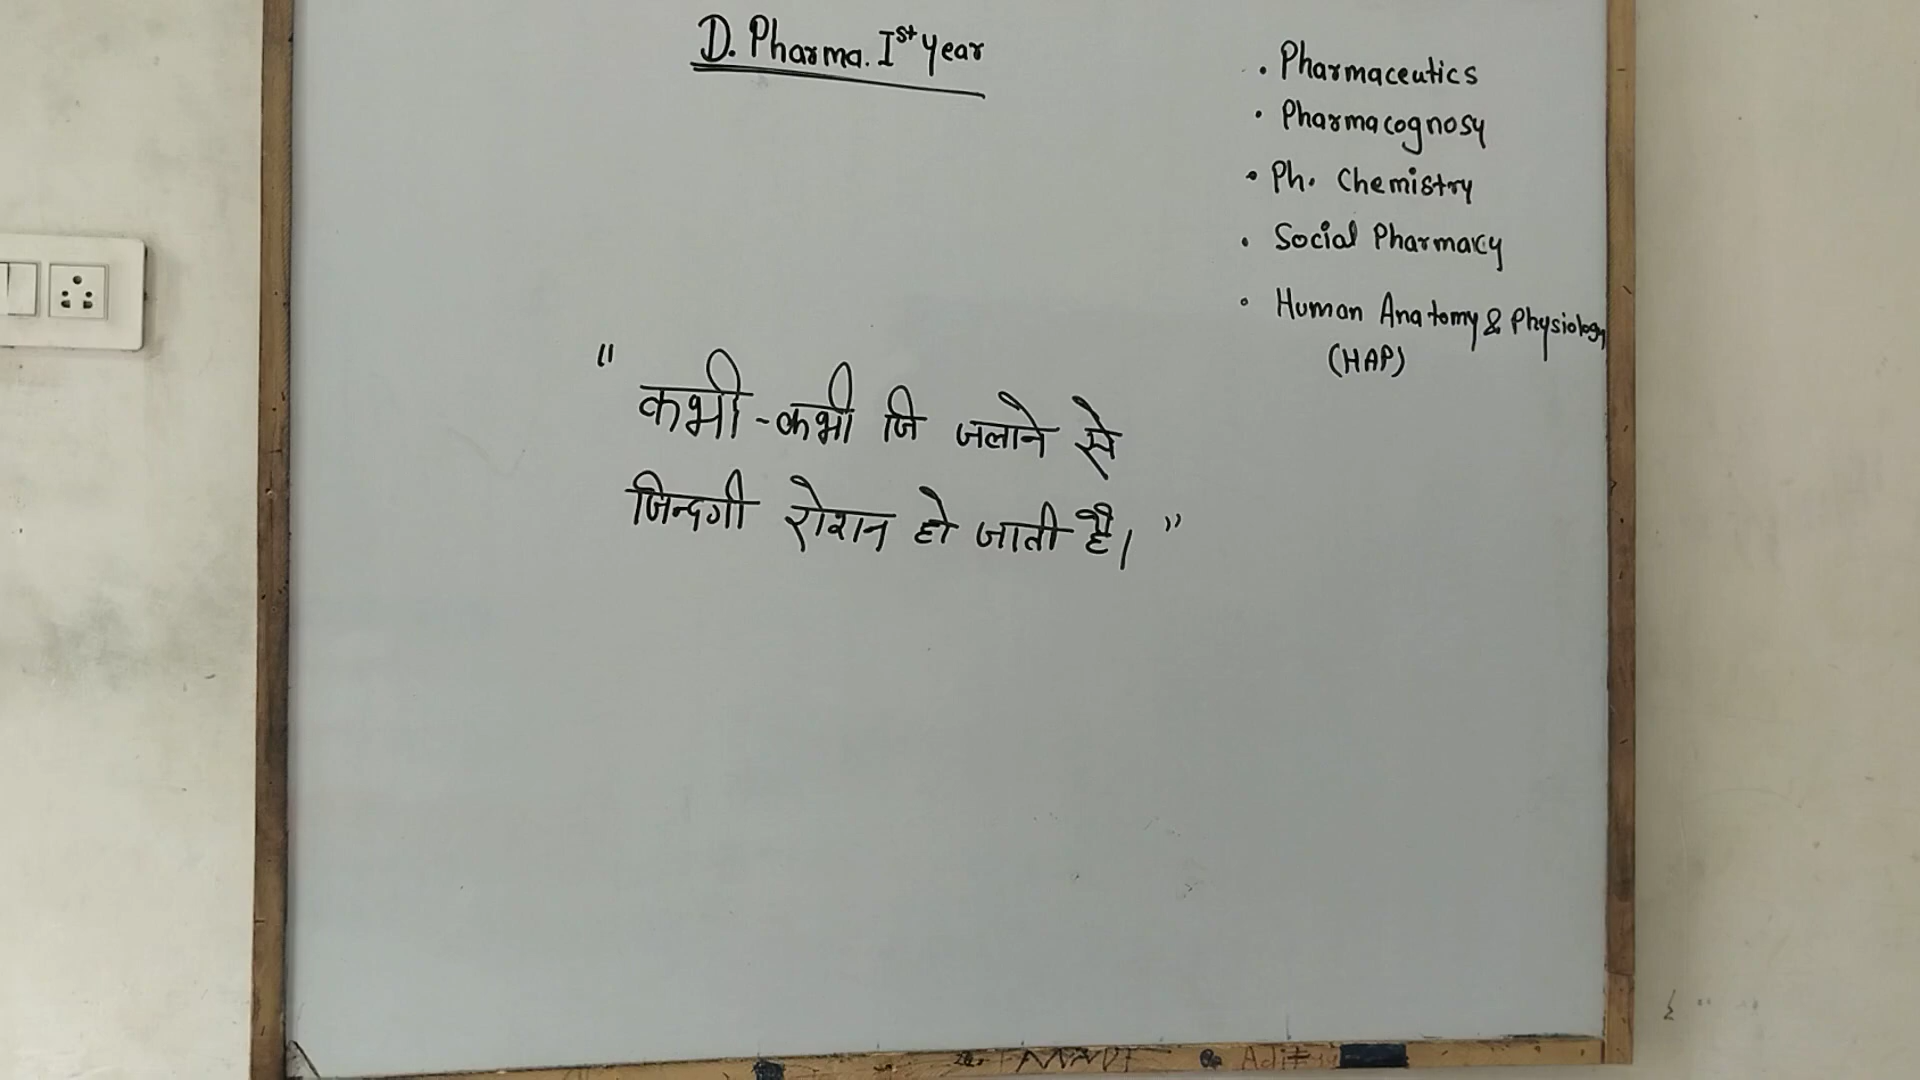 D. Pharma. Ist Year
. Pharmaceutics
. Pharmacognosy
. Ph. Chemistry
. Social Pharmacy
. Human Anatomy & Physiology
(HAP)
" कभी - कभी जि जलाने से
जिन्दगी रोशन हो जाती है। "